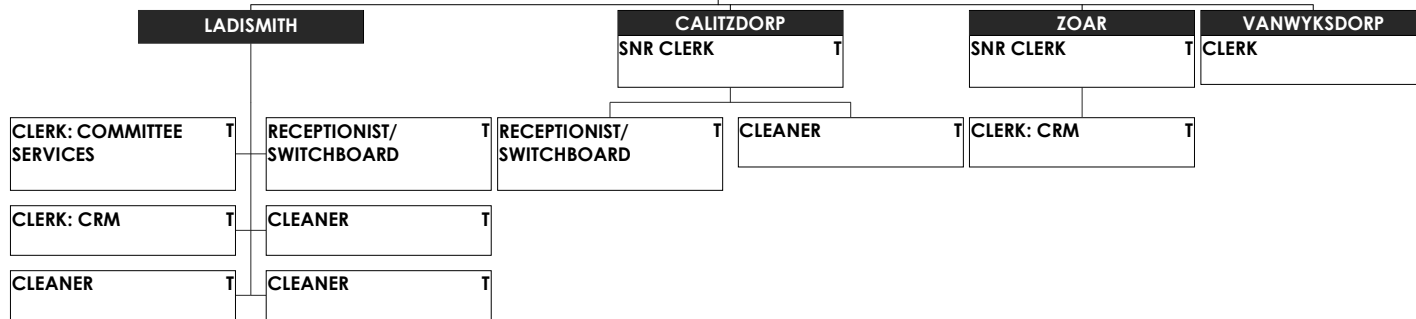 LADISMITH
CALITZDORP
ZOAR
VANWYKSDORP
SNR CLERK T
SNR CLERK T
CLERK
CLERK: COMMITTEE T
SERVICES
RECEPTIONIST/ T
SWITCHBOARD
RECEPTIONIST/ T
SWITCHBOARD
CLEANER T
CLERK: CRM T
CLERK: CRM T
CLEANER T
CLEANER T
CLEANER T